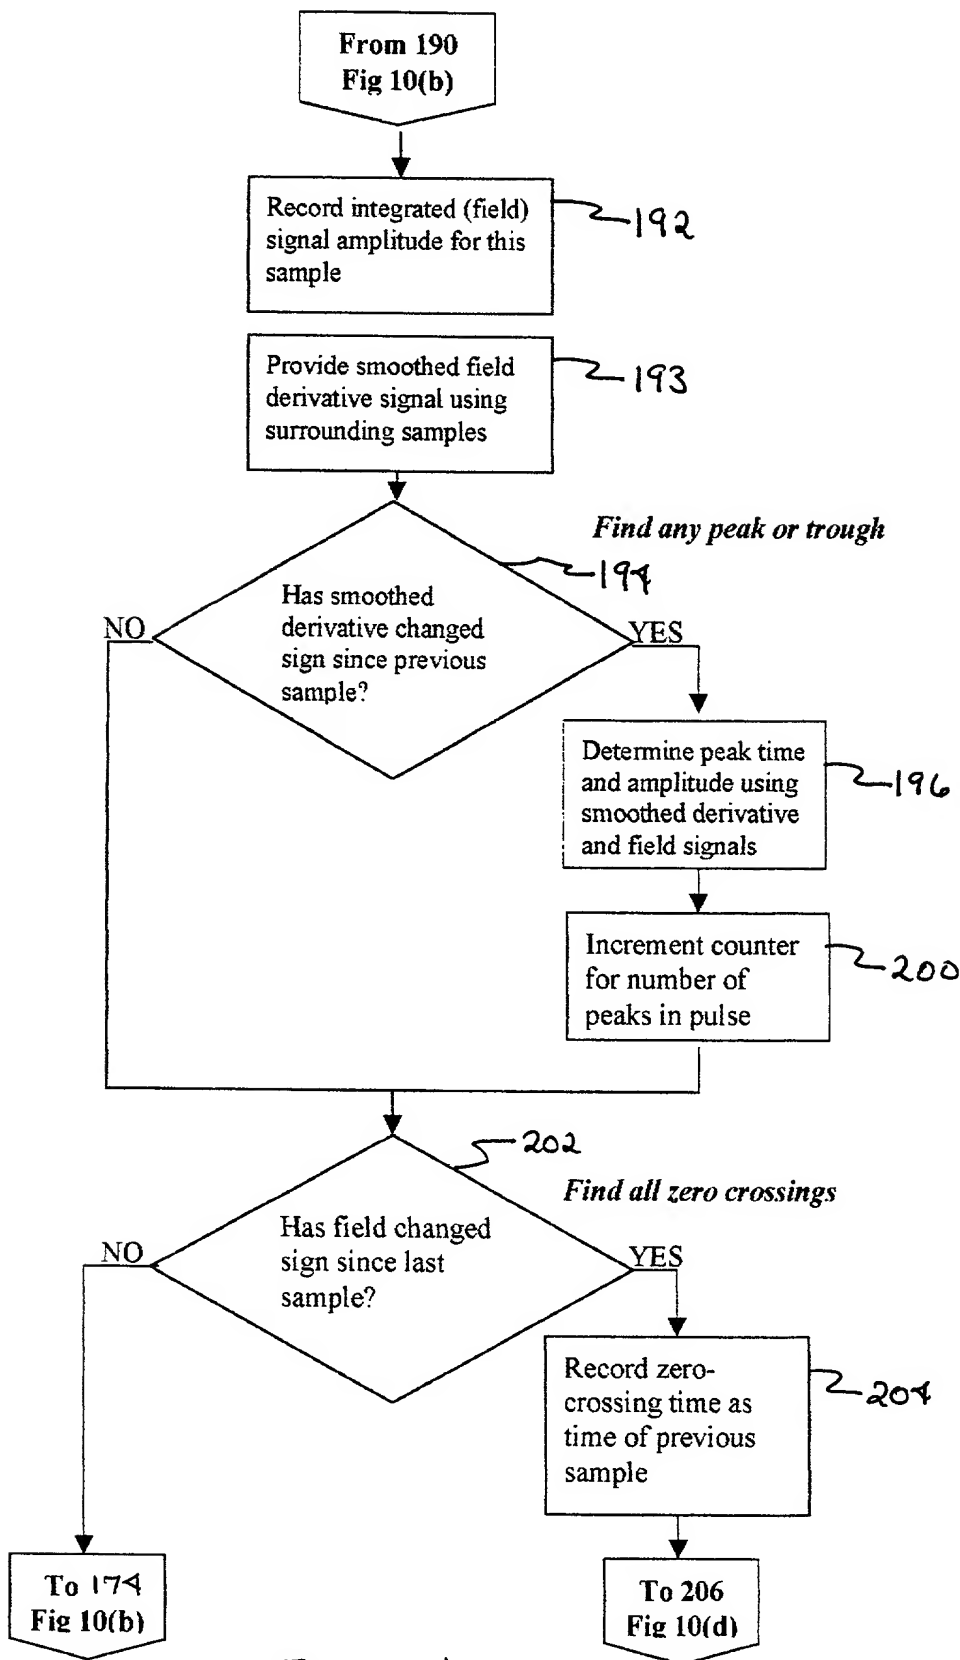 From 190
Fig 10(b)
Record integrated (field)
signal amplitude for this
sample
192
Provide smoothed field
derivative signal using
surrounding samples
193
Find any peak or trough
194
Has smoothed
derivative changed
sign since previous
sample?
NO
YES
Determine peak time
and amplitude using
smoothed derivative
and field signals
196
Increment counter
for number of
peaks in pulse
200
202
Find all zero crossings
Has field changed
sign since last
sample?
NO
YES
Record zero-
crossing time as
time of previous
sample
204
To 174
Fig 10(b)
To 206
Fig 10(d)